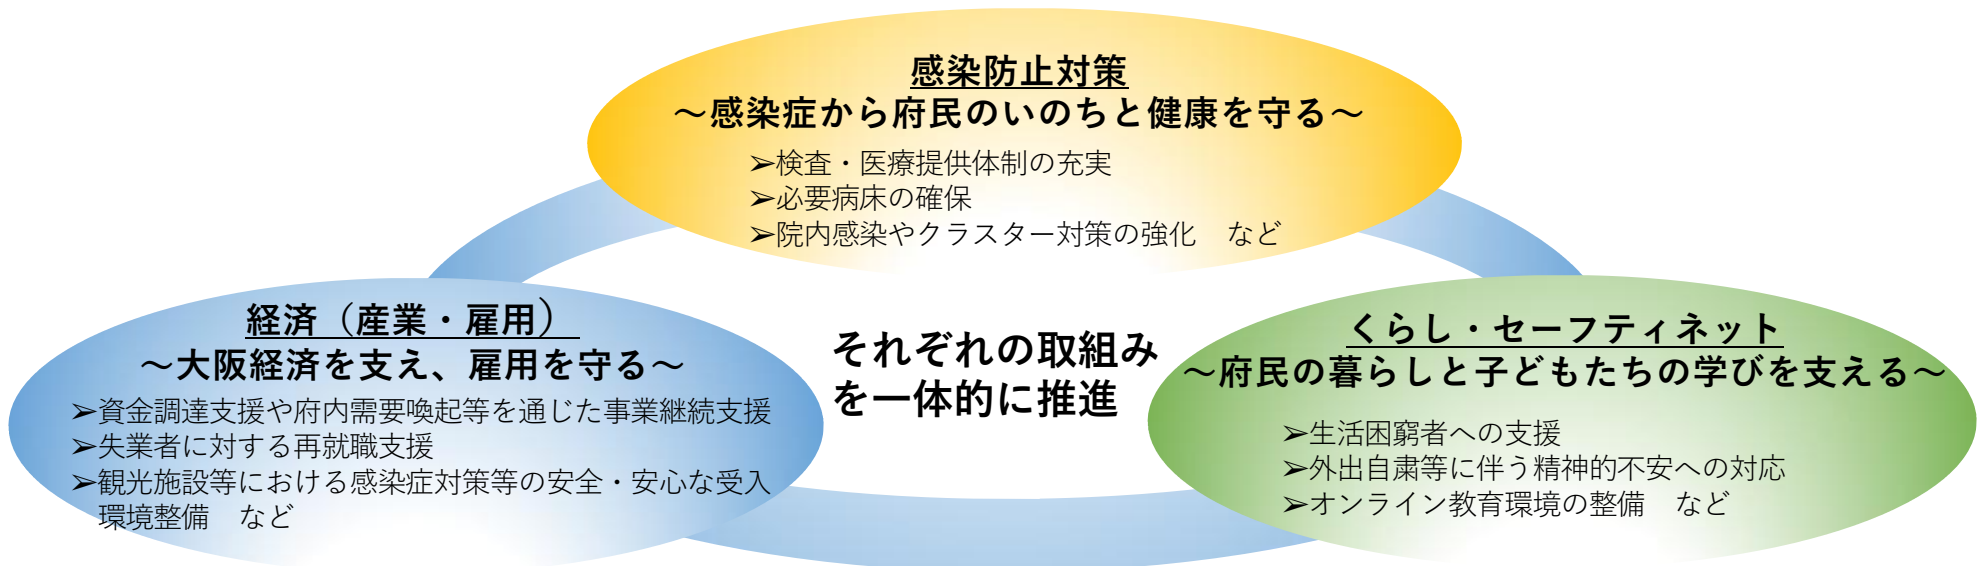 感染防止対策
～感染症から府民のいのちと健康を守る～
➢検査・医療提供体制の充実
➢必要病床の確保
➢院内感染やクラスター対策の強化　など
経済（産業・雇用）
～大阪経済を支え、雇用を守る～
➢資金調達支援や府内需要喚起等を通じた事業継続支援
➢失業者に対する再就職支援
➢観光施設等における感染症対策等の安全・安心な受入
環境整備　など
それぞれの取組み
を一体的に推進
くらし・セーフティネット
～府民の暮らしと子どもたちの学びを支える～
➢生活困窮者への支援
➢外出自粛等に伴う精神的不安への対応
➢オンライン教育環境の整備　など